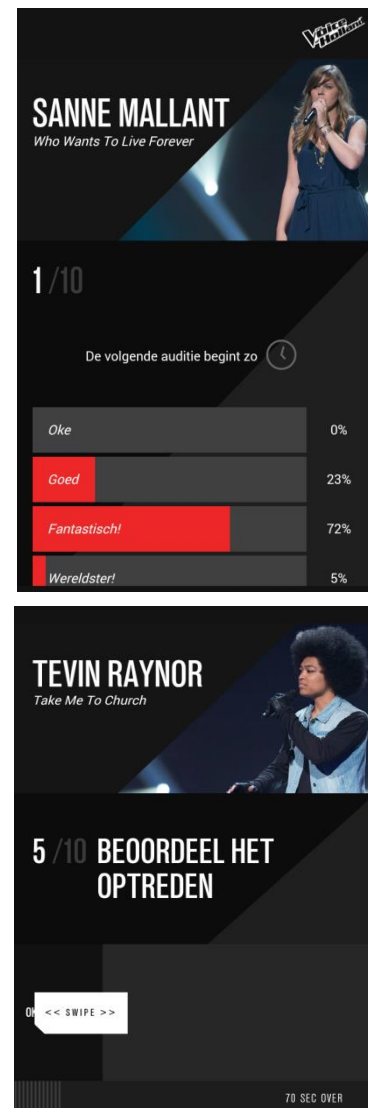 The Voice of Holland
SANNE MALLANT
Who Wants To Live Forever
1 /10
De volgende auditie begint zo
Oke 0%
Goed 23%
Fantastisch! 72%
Wereldster! 5%
TEVIN RAYNOR
Take Me To Church
5 /10 BEOORDEEL HET
OPTREDEN
<< SWIPE >>
70 SEC OVER